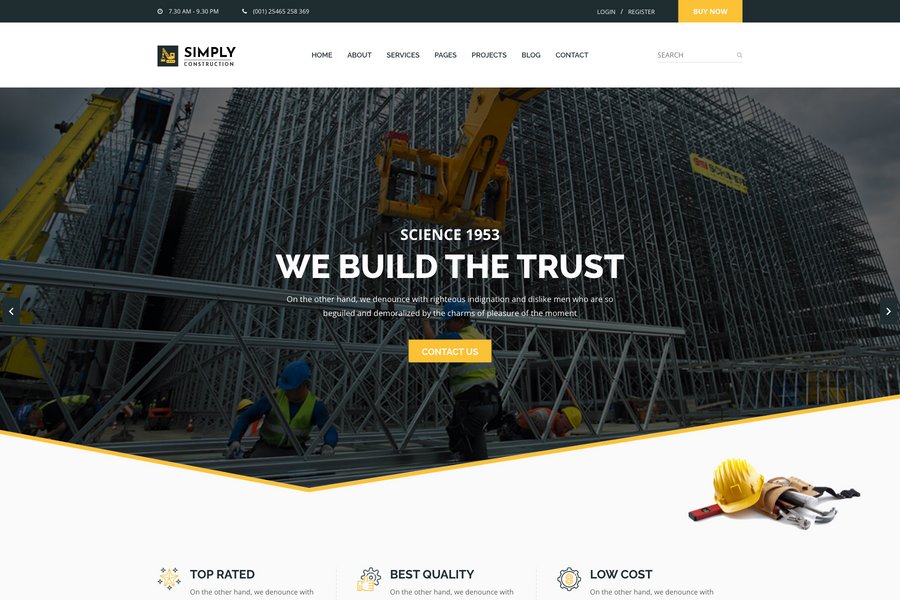 7.30 AM - 9.30 PM (001) 25465 258 369 LOGIN / REGISTER BUY NOW
SIMPLY
CONSTRUCTION
HOME ABOUT SERVICES PAGES PROJECTS BLOG CONTACT SEARCH
SCIENCE 1953
WE BUILD THE TRUST
On the other hand, we denounce with righteous indignation and dislike men who are so
beguiled and demoralized by the charms of pleasure of the moment
CONTACT US
TOP RATED BEST QUALITY LOW COST
On the other hand, we denounce with On the other hand, we denounce with On the other hand, we denounce with